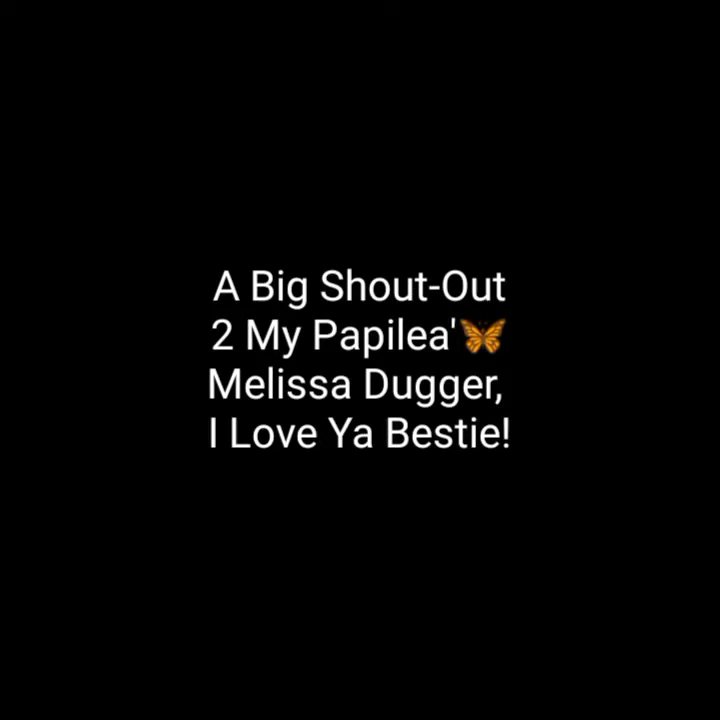 A Big Shout-Out
2 My Papilea'🦋
Melissa Dugger,
I Love Ya Bestie!